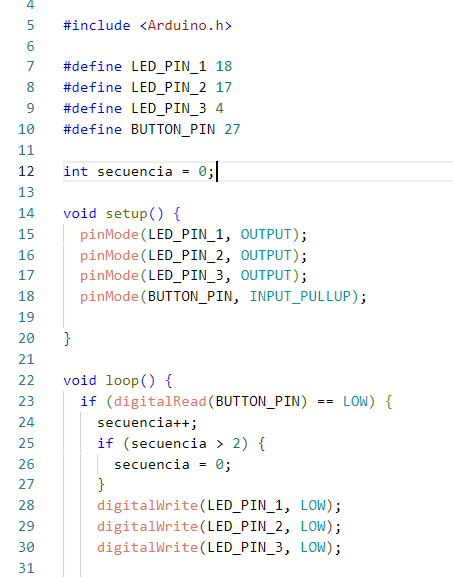 4
5 #include <Arduino.h>
6
7 #define LED_PIN_1 18
8 #define LED_PIN_2 17
9 #define LED_PIN_3 4
10 #define BUTTON_PIN 27
11
12 int secuencia = 0;
13
14 void setup() {
15   pinMode(LED_PIN_1, OUTPUT);
16   pinMode(LED_PIN_2, OUTPUT);
17   pinMode(LED_PIN_3, OUTPUT);
18   pinMode(BUTTON_PIN, INPUT_PULLUP);
19
20 }
21
22 void loop() {
23   if (digitalRead(BUTTON_PIN) == LOW) {
24     secuencia++;
25     if (secuencia > 2) {
26       secuencia = 0;
27     }
28     digitalWrite(LED_PIN_1, LOW);
29     digitalWrite(LED_PIN_2, LOW);
30     digitalWrite(LED_PIN_3, LOW);
31